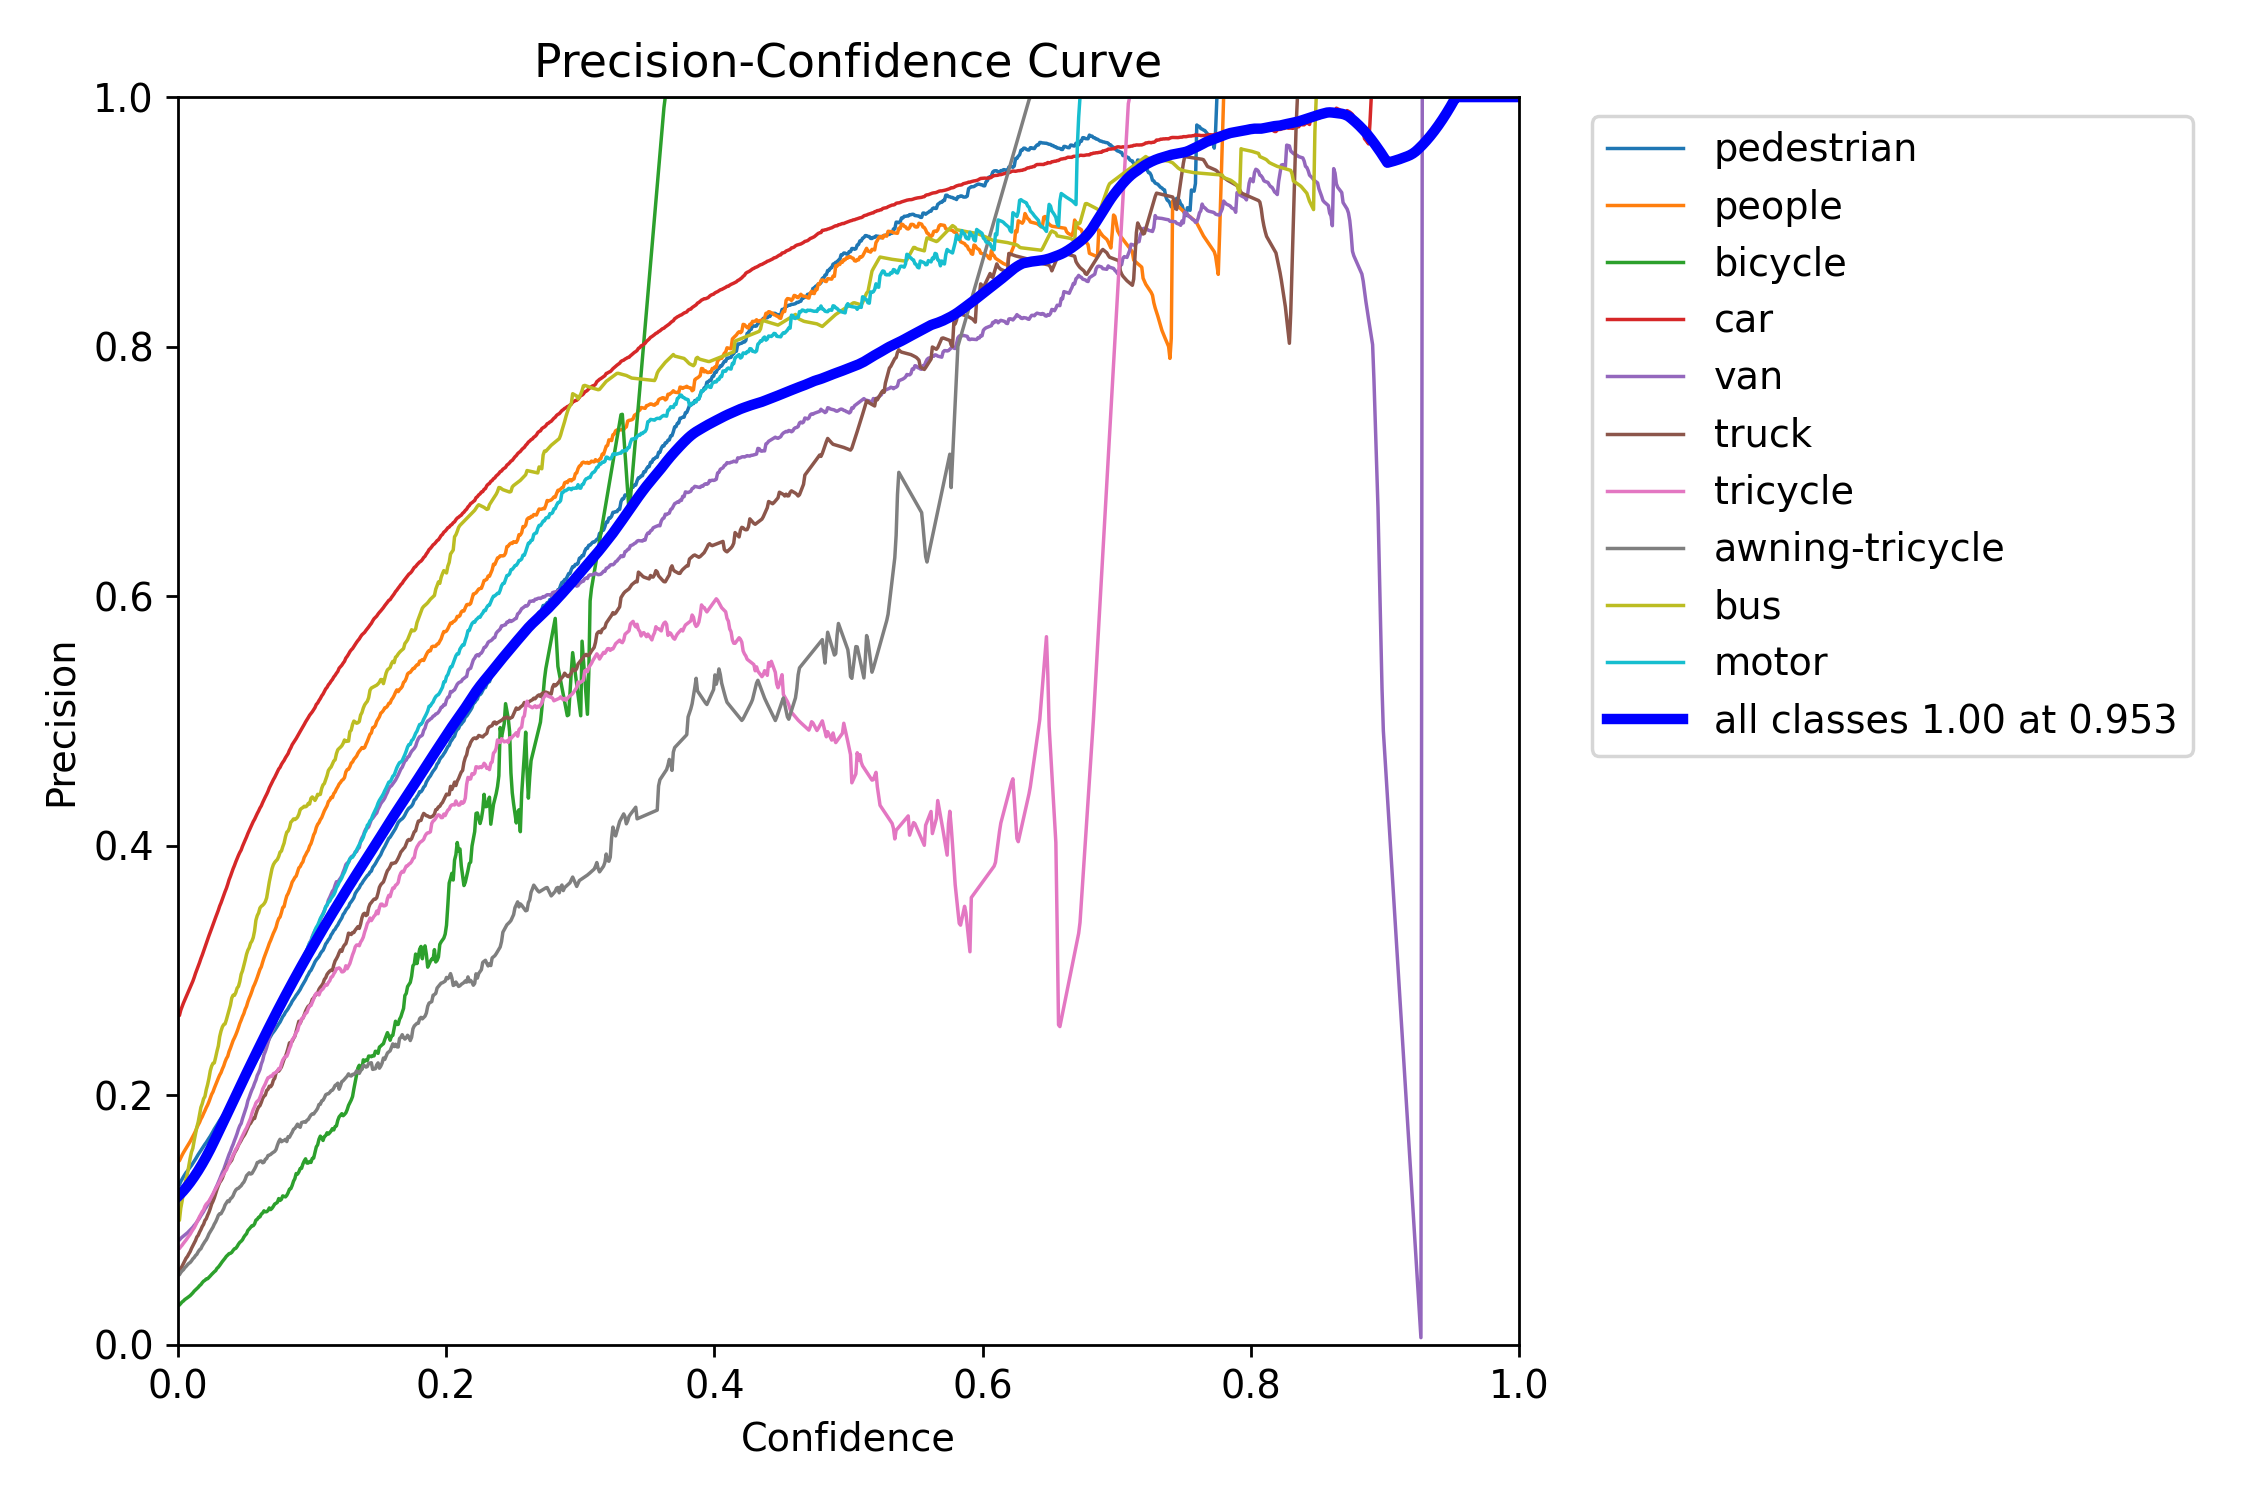 Precision-Confidence Curve
1.0
0.8
0.6
0.4
0.2
0.0
Precision
0.0 0.2 0.4 0.6 0.8 1.0
Confidence
pedestrian
people
bicycle
car
van
truck
tricycle
awning-tricycle
bus
motor
all classes 1.00 at 0.953